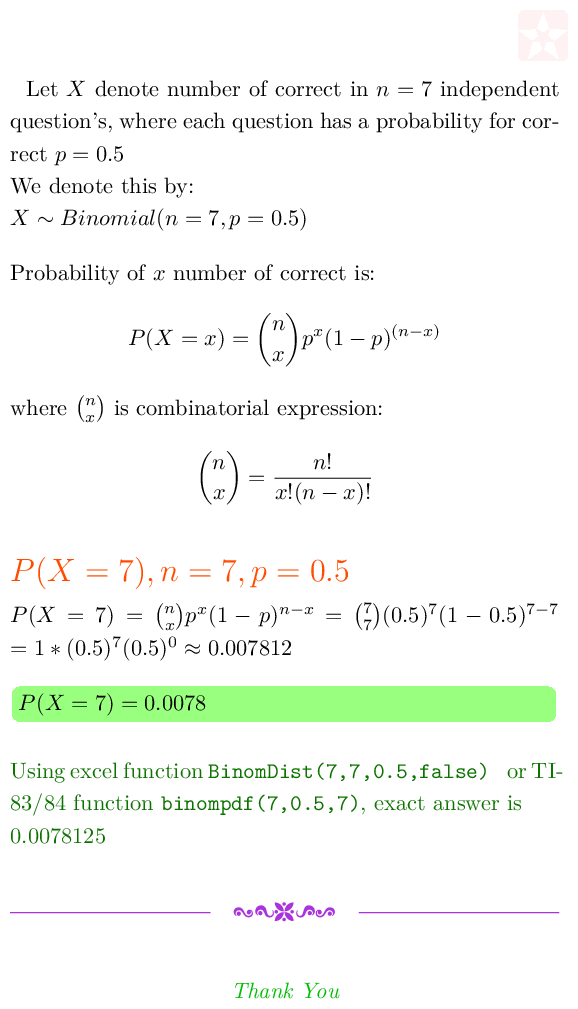 Let X denote number of correct in n = 7 independent
question's, where each question has a probability for cor-
rect p = 0.5
We denote this by:
X ∼ Binomial(n = 7, p = 0.5)
Probability of x number of correct is:
P(X = x) = \binom{n}{x} p^x (1 − p)^{(n−x)}
where \binom{n}{x} is combinatorial expression:
\binom{n}{x} = \frac{n!}{x!(n − x)!}
P(X = 7), n = 7, p = 0.5
P(X = 7) = \binom{n}{x} p^x (1 − p)^{n−x} = \binom{7}{7} (0.5)^7 (1 − 0.5)^{7−7}
= 1 ∗ (0.5)^7 (0.5)^0 ≈ 0.007812
P(X = 7) = 0.0078
Using excel function BinomDist(7,7,0.5,false) or TI-
83/84 function binompdf(7,0.5,7), exact answer is
0.0078125
Thank You